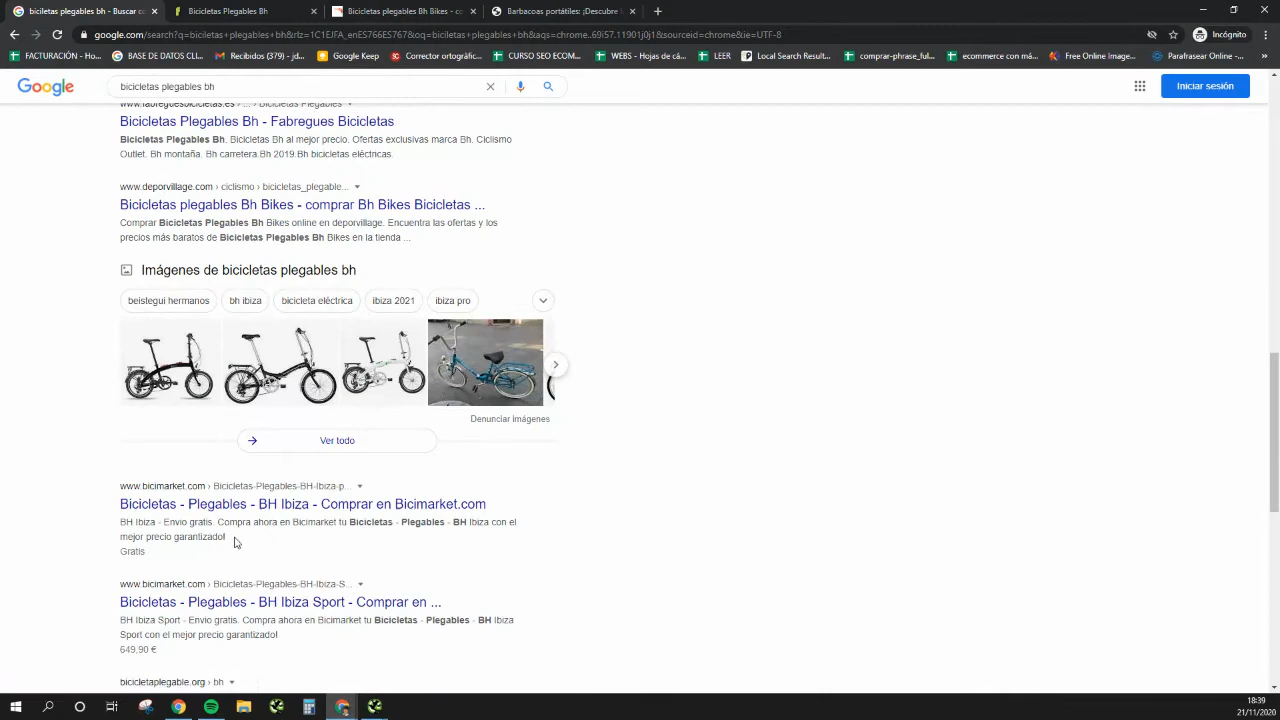 biciletas plegables bh - Buscar co
Bicicletas Plegables Bh
Bicicletas plegables Bh Bikes - co
Barbacoas portátiles: ¡Descubre l
google.com/search?q=bicicletas+plegables+bh&rlz=1C1EJFA_enES766ES767&oq=bicicletas+plegables+bh&aqs=chrome..69i57.11901j0j1&sourceid=chrome&ie=UTF-8
Incógnito
FACTURACIÓN - Ho...
BASE DE DATOS CL...
Recibidos (379) - jd...
Google Keep
Corrector ortográfic...
CURSO SEO ECOM...
WEBS - Hojas de cá...
LEER
Local Search Result...
comprar-phrase_ful...
ecommerce con má...
Free Online Image...
Parafrasear Online -...
Google
bicicletas plegables bh
Iniciar sesión
www.fabreguesbicicletas.es › ... › Bicicletas Plegables
Bicicletas Plegables Bh - Fabregues Bicicletas
Bicicletas Plegables Bh. Bicicletas Bh al mejor precio. Ofertas exclusivas marca Bh. Ciclismo
Outlet. Bh montaña. Bh carretera.Bh 2019.Bh bicicletas eléctricas.
www.deporvillage.com › ciclismo › bicicletas_plegable...
Bicicletas plegables Bh Bikes - comprar Bh Bikes Bicicletas ...
Comprar Bicicletas Plegables Bh Bikes online en deporvillage. Encuentra las ofertas y los
precios más baratos de Bicicletas Plegables Bh Bikes en la tienda ...
Imágenes de bicicletas plegables bh
beistegui hermanos
bh ibiza
bicicleta eléctrica
ibiza 2021
ibiza pro
Denunciar imágenes
Ver todo
www.bicimarket.com › Bicicletas-Plegables-BH-Ibiza-p...
Bicicletas - Plegables - BH Ibiza - Comprar en Bicimarket.com
BH Ibiza - Envio gratis. Compra ahora en Bicimarket tu Bicicletas - Plegables - BH Ibiza con el
mejor precio garantizado!
Gratis
www.bicimarket.com › Bicicletas-Plegables-BH-Ibiza-S...
Bicicletas - Plegables - BH Ibiza Sport - Comprar en ...
BH Ibiza Sport - Envio gratis. Compra ahora en Bicimarket tu Bicicletas - Plegables - BH Ibiza
Sport con el mejor precio garantizado!
649,90 €
bicicletaplegable.org › bh
18:39
21/11/2020